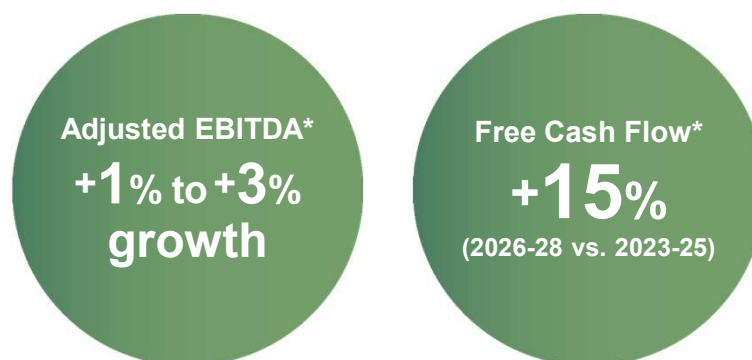 Adjusted EBITDA*
+1% to +3%
growth
Free Cash Flow*
+15%
(2026-28 vs. 2023-25)